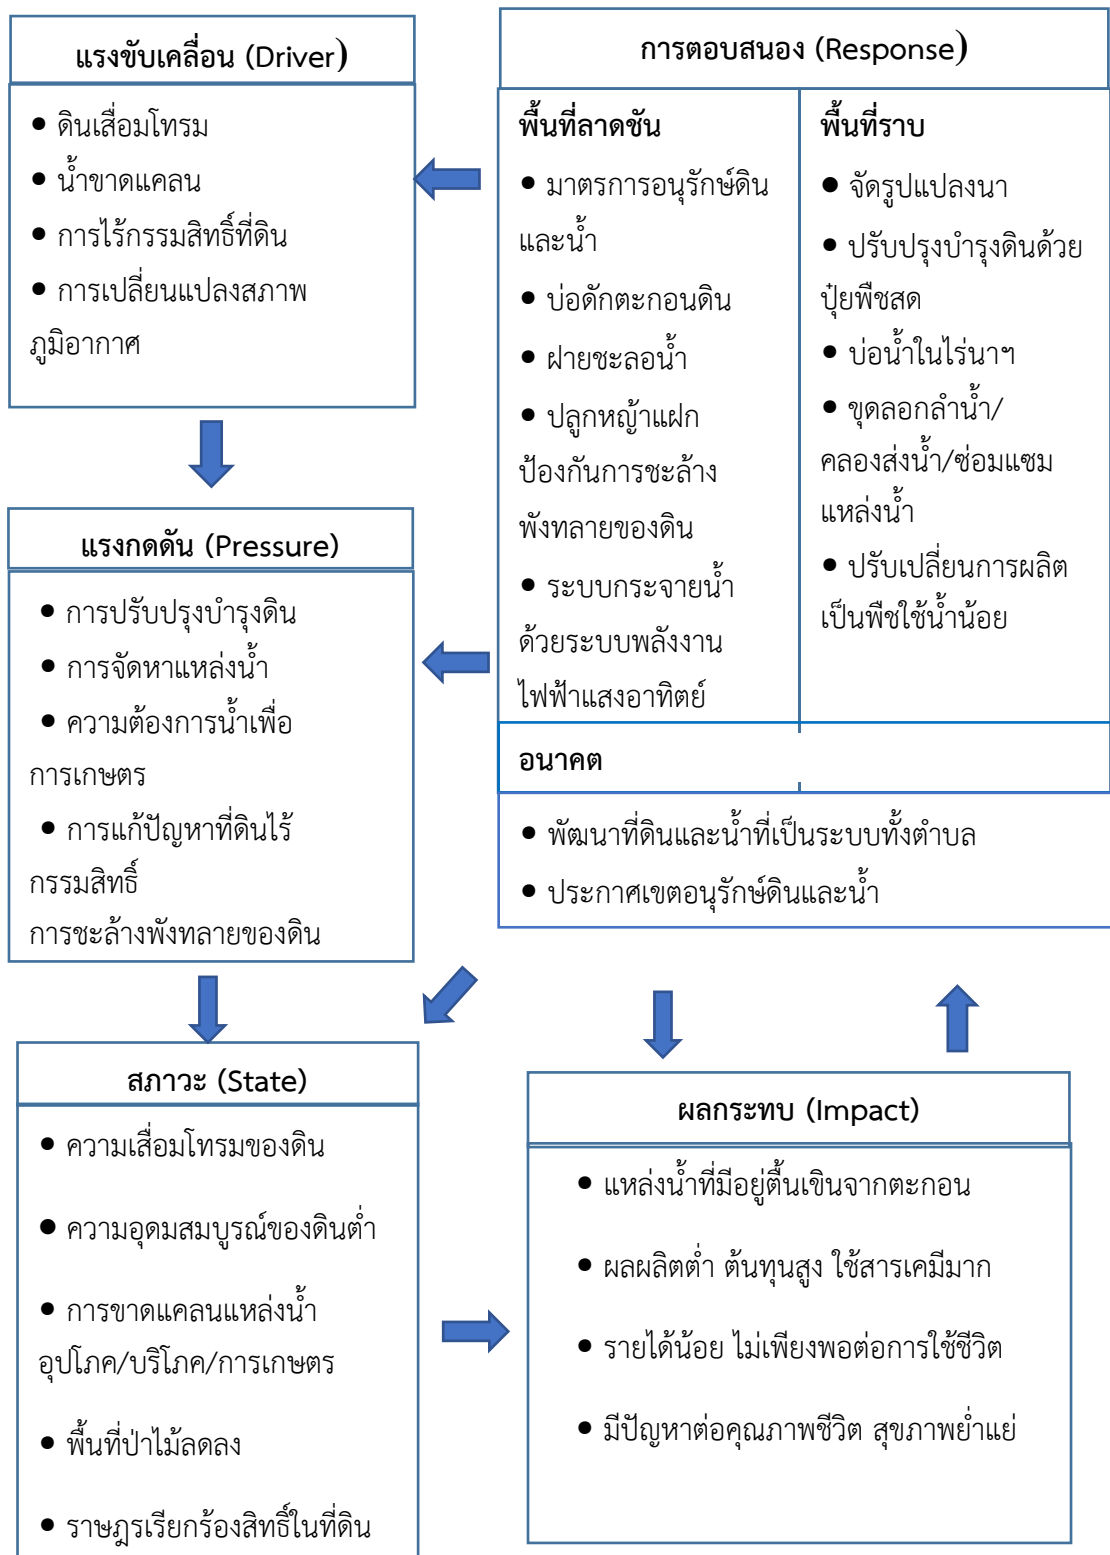 แรงขับเคลื่อน (Driver)
● ดินเสื่อมโทรม
● น้ำขาดแคลน
● การไร้กรรมสิทธิ์ที่ดิน
● การเปลี่ยนแปลงสภาพ
ภูมิอากาศ
การตอบสนอง (Response)
พื้นที่ลาดชัน
● มาตรการอนุรักษ์ดิน
และน้ำ
● บ่อดักตะกอนดิน
● ฝายชะลอน้ำ
● ปลูกหญ้าแฝก
ป้องกันการชะล้าง
พังทลายของดิน
● ระบบกระจายน้ำ
ด้วยระบบพลังงาน
ไฟฟ้าแสงอาทิตย์
พื้นที่ราบ
● จัดรูปแปลงนา
● ปรับปรุงบำรุงดินด้วย
ปุ๋ยพืชสด
● บ่อน้ำในไร่นาฯ
● ขุดลอกลำน้ำ/
คลองส่งน้ำ/ซ่อมแซม
แหล่งน้ำ
● ปรับเปลี่ยนการผลิต
เป็นพืชใช้น้ำน้อย
อนาคต
● พัฒนาที่ดินและน้ำที่เป็นระบบทั้งตำบล
● ประกาศเขตอนุรักษ์ดินและน้ำ
แรงกดดัน (Pressure)
● การปรับปรุงบำรุงดิน
● การจัดหาแหล่งน้ำ
● ความต้องการน้ำเพื่อ
การเกษตร
● การแก้ปัญหาที่ดินไร้
กรรมสิทธิ์
การชะล้างพังทลายของดิน
สภาวะ (State)
● ความเสื่อมโทรมของดิน
● ความอุดมสมบูรณ์ของดินต่ำ
● การขาดแคลนแหล่งน้ำ
อุปโภค/บริโภค/การเกษตร
● พื้นที่ป่าไม้ลดลง
● ราษฎรเรียกร้องสิทธิ์ในที่ดิน
ผลกระทบ (Impact)
● แหล่งน้ำที่มีอยู่ตื้นเขินจากตะกอน
● ผลผลิตต่ำ ต้นทุนสูง ใช้สารเคมีมาก
● รายได้น้อย ไม่เพียงพอต่อการใช้ชีวิต
● มีปัญหาต่อคุณภาพชีวิต สุขภาพย่ำแย่